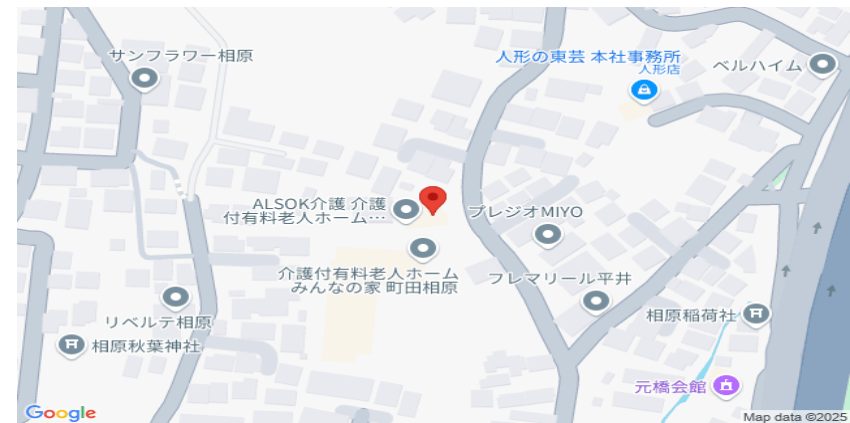 サンフラワー相原
人形の東芸 本社事務所
人形店
ベルハイム
ALSOK介護 介護
付有料老人ホーム…
プレジオMIYO
介護付有料老人ホーム
みんなの家 町田相原
フレマリール平井
リベルテ相原
相原稲荷社
相原秋葉神社
元橋会館
Google
Map data ©2025